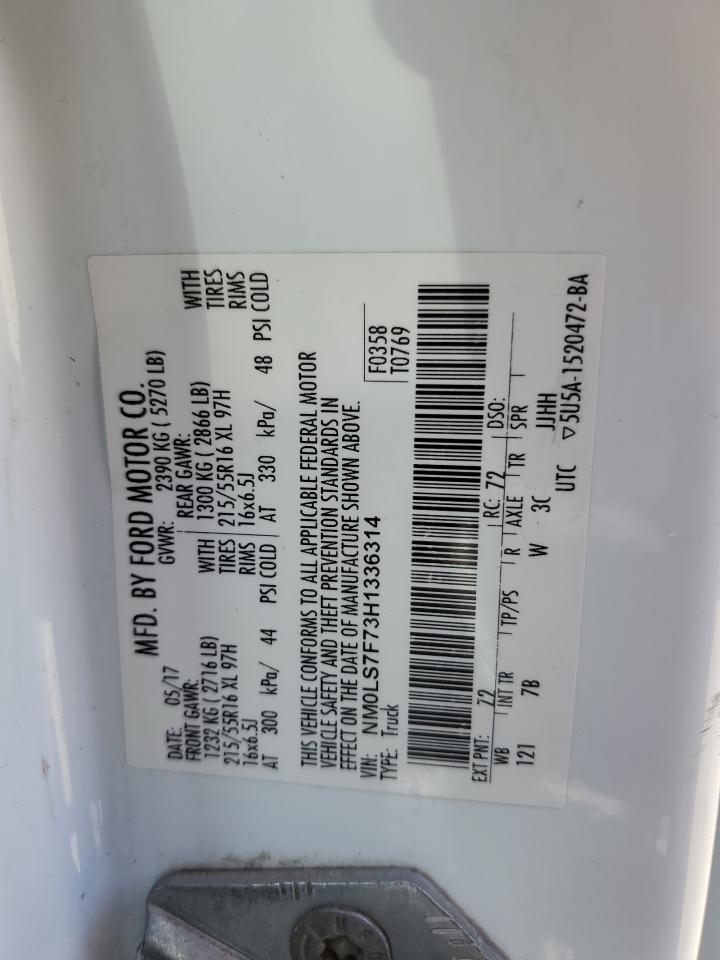 MFD. BY FORD MOTOR CO.
DATE: 05/17 GVWR: 2390 KG ( 5270 LB)
FRONT GAWR: REAR GAWR:
1232 KG ( 2716 LB) WITH 1300 KG ( 2866 LB) WITH
215/55R16 XL 97H TIRES 215/55R16 XL 97H TIRES
16x6.5J RIMS 16x6.5J RIMS
AT 300 kPa/ 44 PSI COLD AT 330 kPa/ 48 PSI COLD
THIS VEHICLE CONFORMS TO ALL APPLICABLE FEDERAL MOTOR
VEHICLE SAFETY AND THEFT PREVENTION STANDARDS IN
EFFECT ON THE DATE OF MANUFACTURE SHOWN ABOVE.
VIN: NM0LS7F73H1336314 F0358
TYPE: Truck T0769
EXT PNT: 7Z RC: 72 DSO:
WB INT TR TP/PS R AXLE TR SPR
121 7B W 3C JJHH
UTC ▽5U5A-1520472-BA